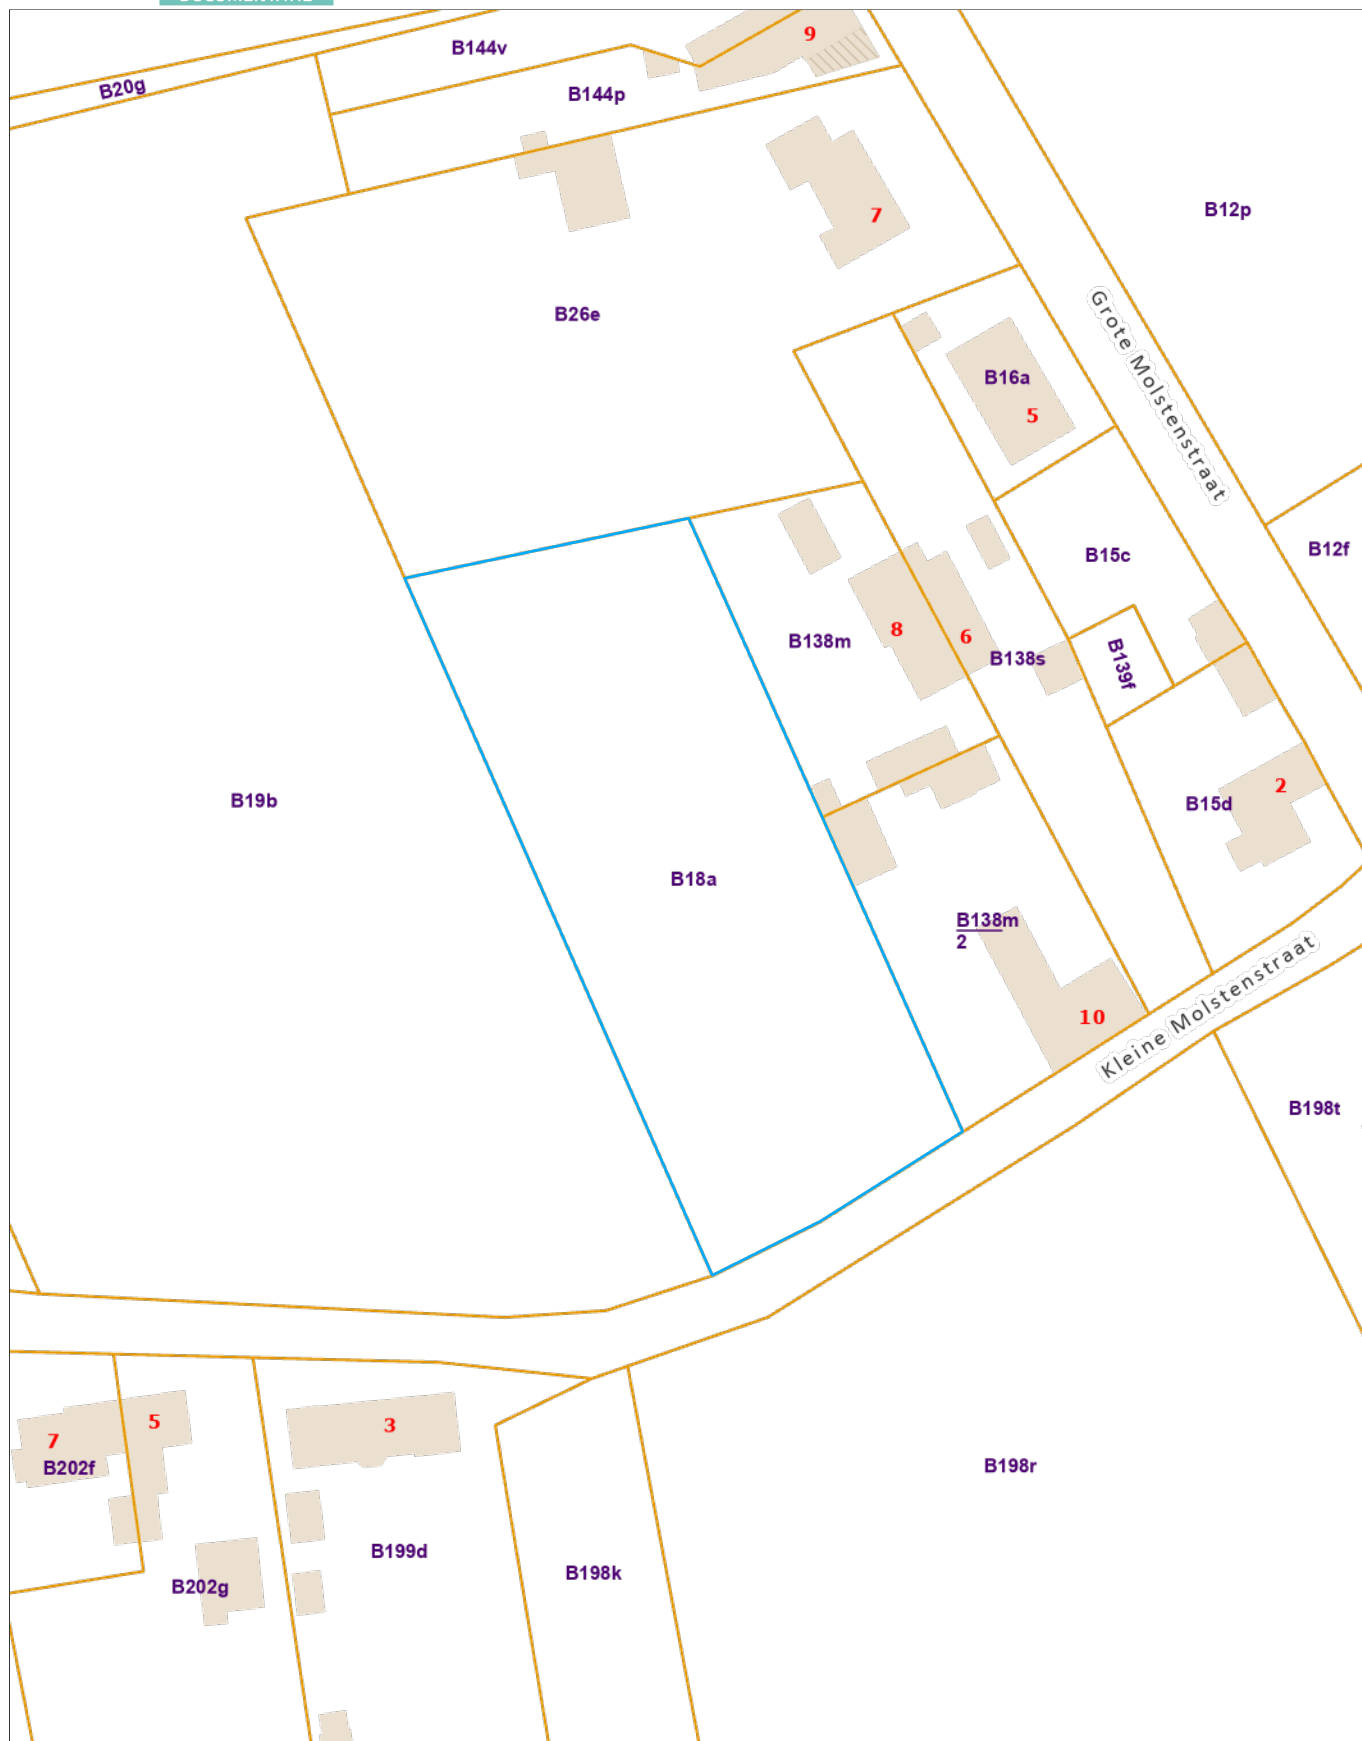 B144v
9
B20g
B144p
7
B12p
B26e
Grote Molstenstraat
B16a
5
B12f
B15c
8
6
B138m
B138s
B139f
B19b
2
B15d
B18a
B138m
2
Kleine Molstenstraat
10
B198t
5
3
7
B202f
B198r
B199d
B198k
B202g